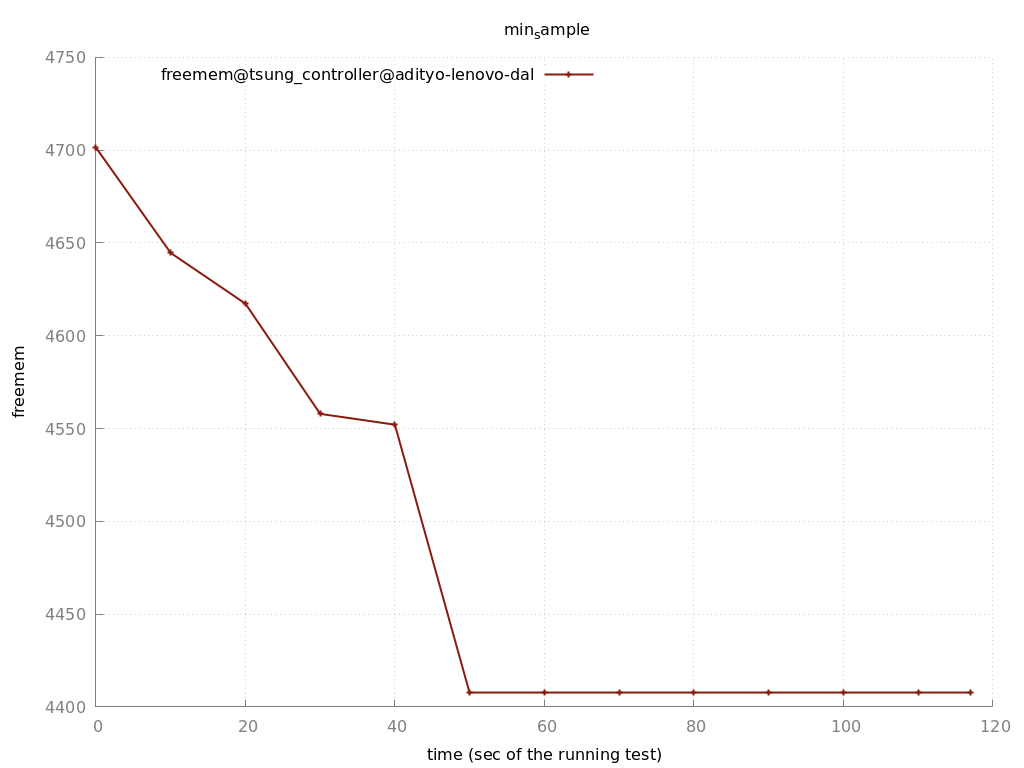 min_sample
4750
freemem@tsung_controller@adityo-lenovo-dal
4700
4650
4600
4550
4500
4450
4400
freemem
0 20 40 60 80 100 120
time (sec of the running test)